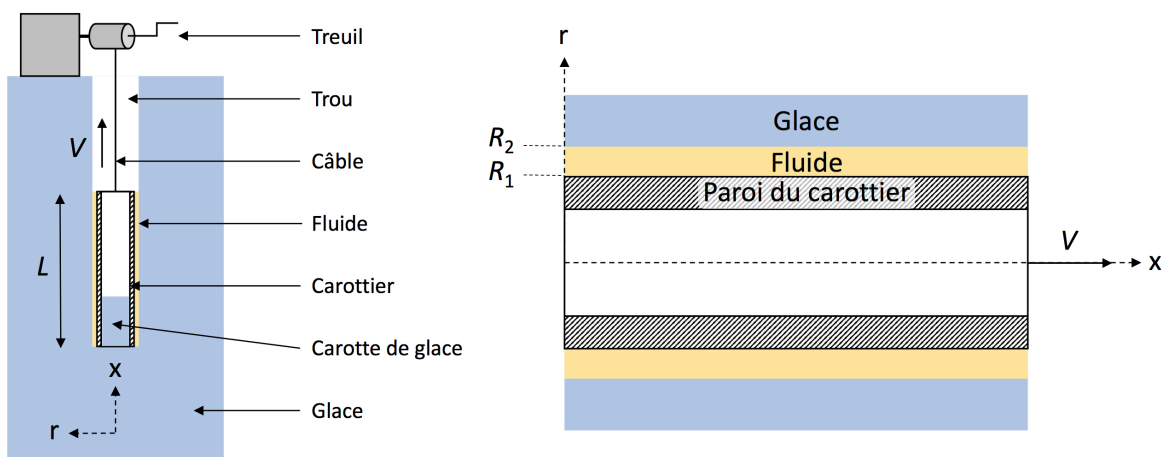 Treuil
Trou
V
Câble
Fluide
L
Carottier
Carotte de glace
x
r
Glace
r
Glace
R2
Fluide
R1
Paroi du carottier
V
x